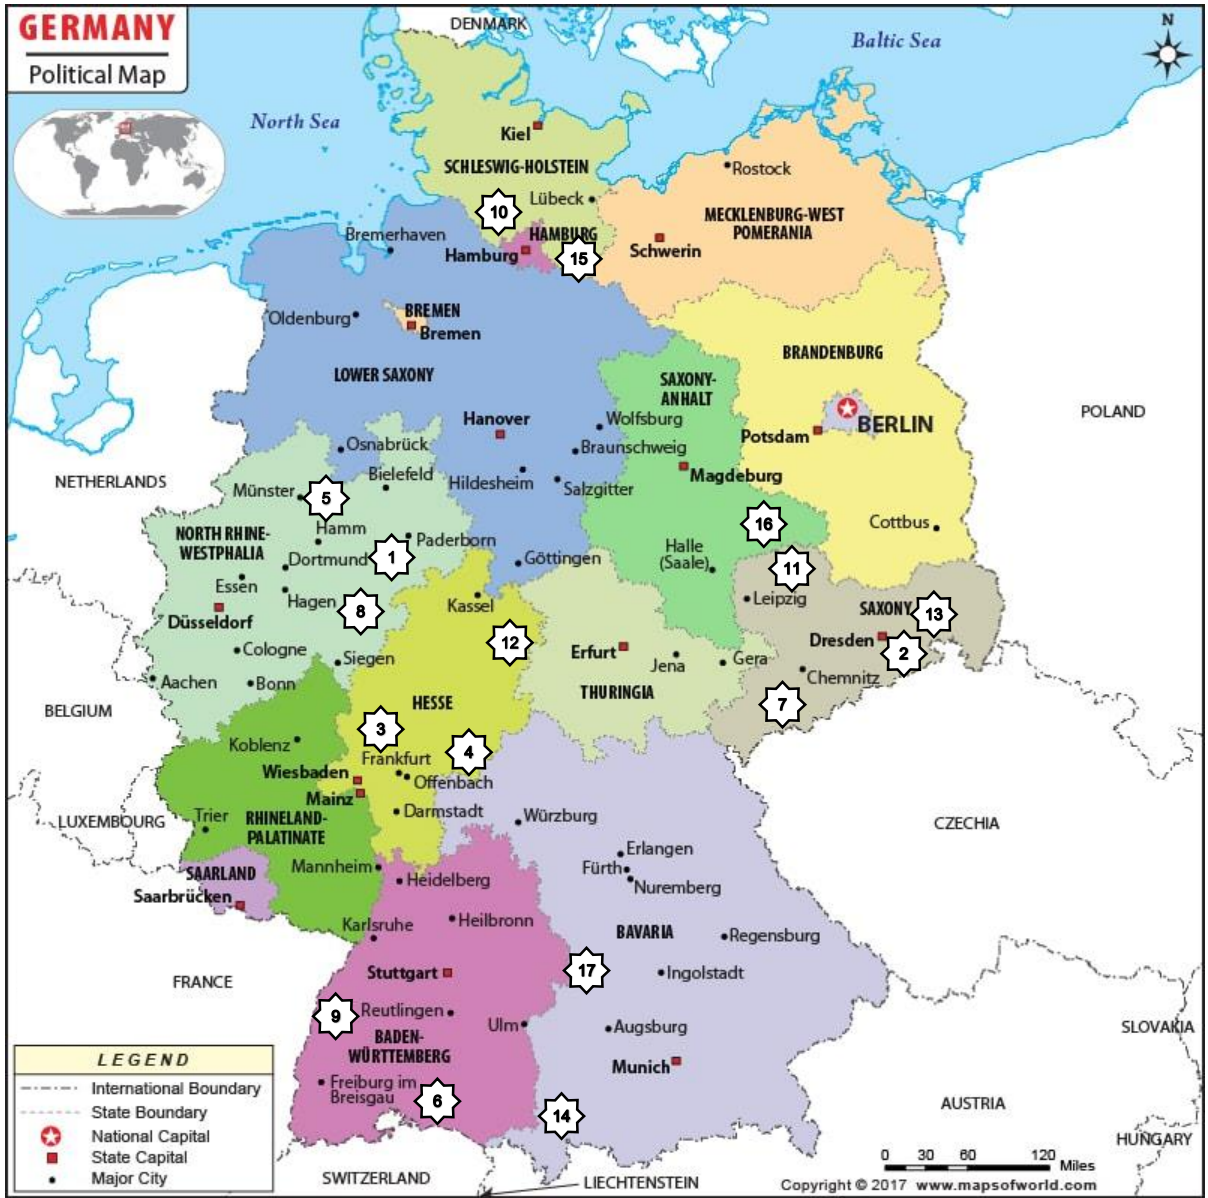 GERMANY
Political Map
DENMARK
Baltic Sea
N
North Sea
Kiel
SCHLESWIG-HOLSTEIN
Rostock
Lübeck
10
MECKLENBURG-WEST
POMERANIA
HAMBURG
Bremerhaven
Hamburg
15
Schwerin
Oldenburg
BREMEN
Bremen
BRANDENBURG
LOWER SAXONY
SAXONY-
ANHALT
POLAND
Hanover
Wolfsburg
BERLIN
Potsdam
Osnabrück
Braunschweig
NETHERLANDS
Bielefeld
Magdeburg
Münster
5
Hildesheim
Salzgitter
16
Cottbus
NORTH RHINE-
WESTPHALIA
Hamm
Paderborn
Dortmund
1
Göttingen
Halle
(Saale)
11
Essen
Hagen
8
Kassel
Leipzig
SAXONY
13
Düsseldorf
12
Dresden
2
Cologne
Siegen
Erfurt
Jena
Gera
Aachen
Bonn
Chemnitz
THURINGIA
BELGIUM
HESSE
7
3
Koblenz
4
Frankfurt
Wiesbaden
Offenbach
Mainz
Trier
Darmstadt
LUXEMBOURG
RHINELAND-
PALATINATE
Würzburg
CZECHIA
Erlangen
Mannheim
Fürth
SAARLAND
Heidelberg
Nuremberg
Saarbrücken
Karlsruhe
Heilbronn
BAVARIA
Regensburg
Stuttgart
17
Ingolstadt
FRANCE
9
Reutlingen
Ulm
Augsburg
SLOVAKIA
BADEN-
WÜRTTEMBERG
Munich
Freiburg im
Breisgau
6
14
AUSTRIA
HUNGARY
SWITZERLAND
LIECHTENSTEIN
LEGEND
International Boundary
State Boundary
National Capital
State Capital
Major City
0 30 60 120 Miles
Copyright © 2017 www.mapsofworld.com